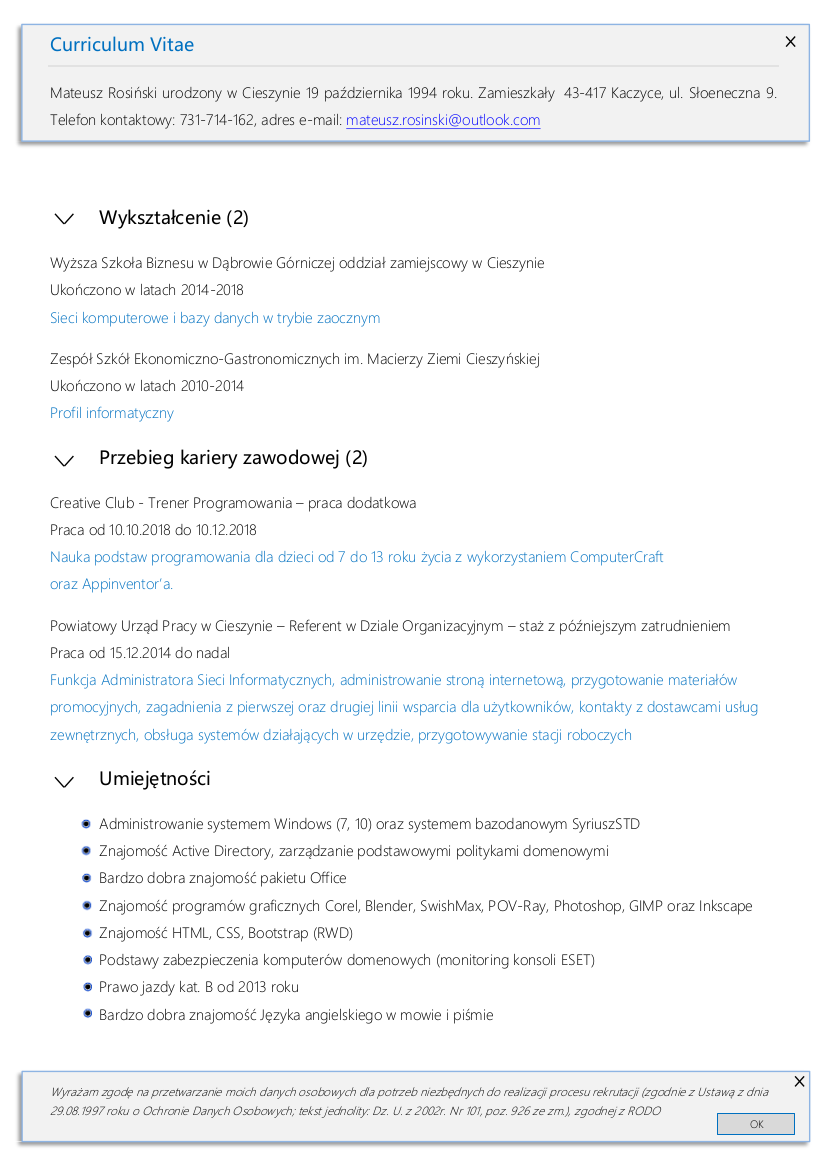 Curriculum Vitae
X
Mateusz Rosiński urodzony w Cieszynie 19 października 1994 roku. Zamieszkały 43-417 Kaczyce, ul. Słoeneczna 9.
Telefon kontaktowy: 731-714-162, adres e-mail: mateusz.rosinski@outlook.com
Wykształcenie (2)
Wyższa Szkoła Biznesu w Dąbrowie Górniczej oddział zamiejscowy w Cieszynie
Ukończono w latach 2014-2018
Sieci komputerowe i bazy danych w trybie zaocznym
Zespół Szkół Ekonomiczno-Gastronomicznych im. Macierzy Ziemi Cieszyńskiej
Ukończono w latach 2010-2014
Profil informatyczny
Przebieg kariery zawodowej (2)
Creative Club - Trener Programowania – praca dodatkowa
Praca od 10.10.2018 do 10.12.2018
Nauka podstaw programowania dla dzieci od 7 do 13 roku życia z wykorzystaniem ComputerCraft
oraz Appinventor'a.
Powiatowy Urząd Pracy w Cieszynie – Referent w Dziale Organizacyjnym – staż z późniejszym zatrudnieniem
Praca od 15.12.2014 do nadal
Funkcja Administratora Sieci Informatycznych, administrowanie stroną internetową, przygotowanie materiałów
promocyjnych, zagadnienia z pierwszej oraz drugiej linii wsparcia dla użytkowników, kontakty z dostawcami usług
zewnętrznych, obsługa systemów działających w urzędzie, przygotowywanie stacji roboczych
Umiejętności
Administrowanie systemem Windows (7, 10) oraz systemem bazodanowym SyriuszSTD
Znajomość Active Directory, zarządzanie podstawowymi politykami domenowymi
Bardzo dobra znajomość pakietu Office
Znajomość programów graficznych Corel, Blender, SwishMax, POV-Ray, Photoshop, GIMP oraz Inkscape
Znajomość HTML, CSS, Bootstrap (RWD)
Podstawy zabezpieczenia komputerów domenowych (monitoring konsoli ESET)
Prawo jazdy kat. B od 2013 roku
Bardzo dobra znajomość Języka angielskiego w mowie i piśmie
X
Wyrażam zgodę na przetwarzanie moich danych osobowych dla potrzeb niezbędnych do realizacji procesu rekrutacji (zgodnie z Ustawą z dnia
29.08.1997 roku o Ochronie Danych Osobowych; tekst jednolity: Dz. U. z 2002r. Nr 101, poz. 926 ze zm.), zgodnej z RODO
OK